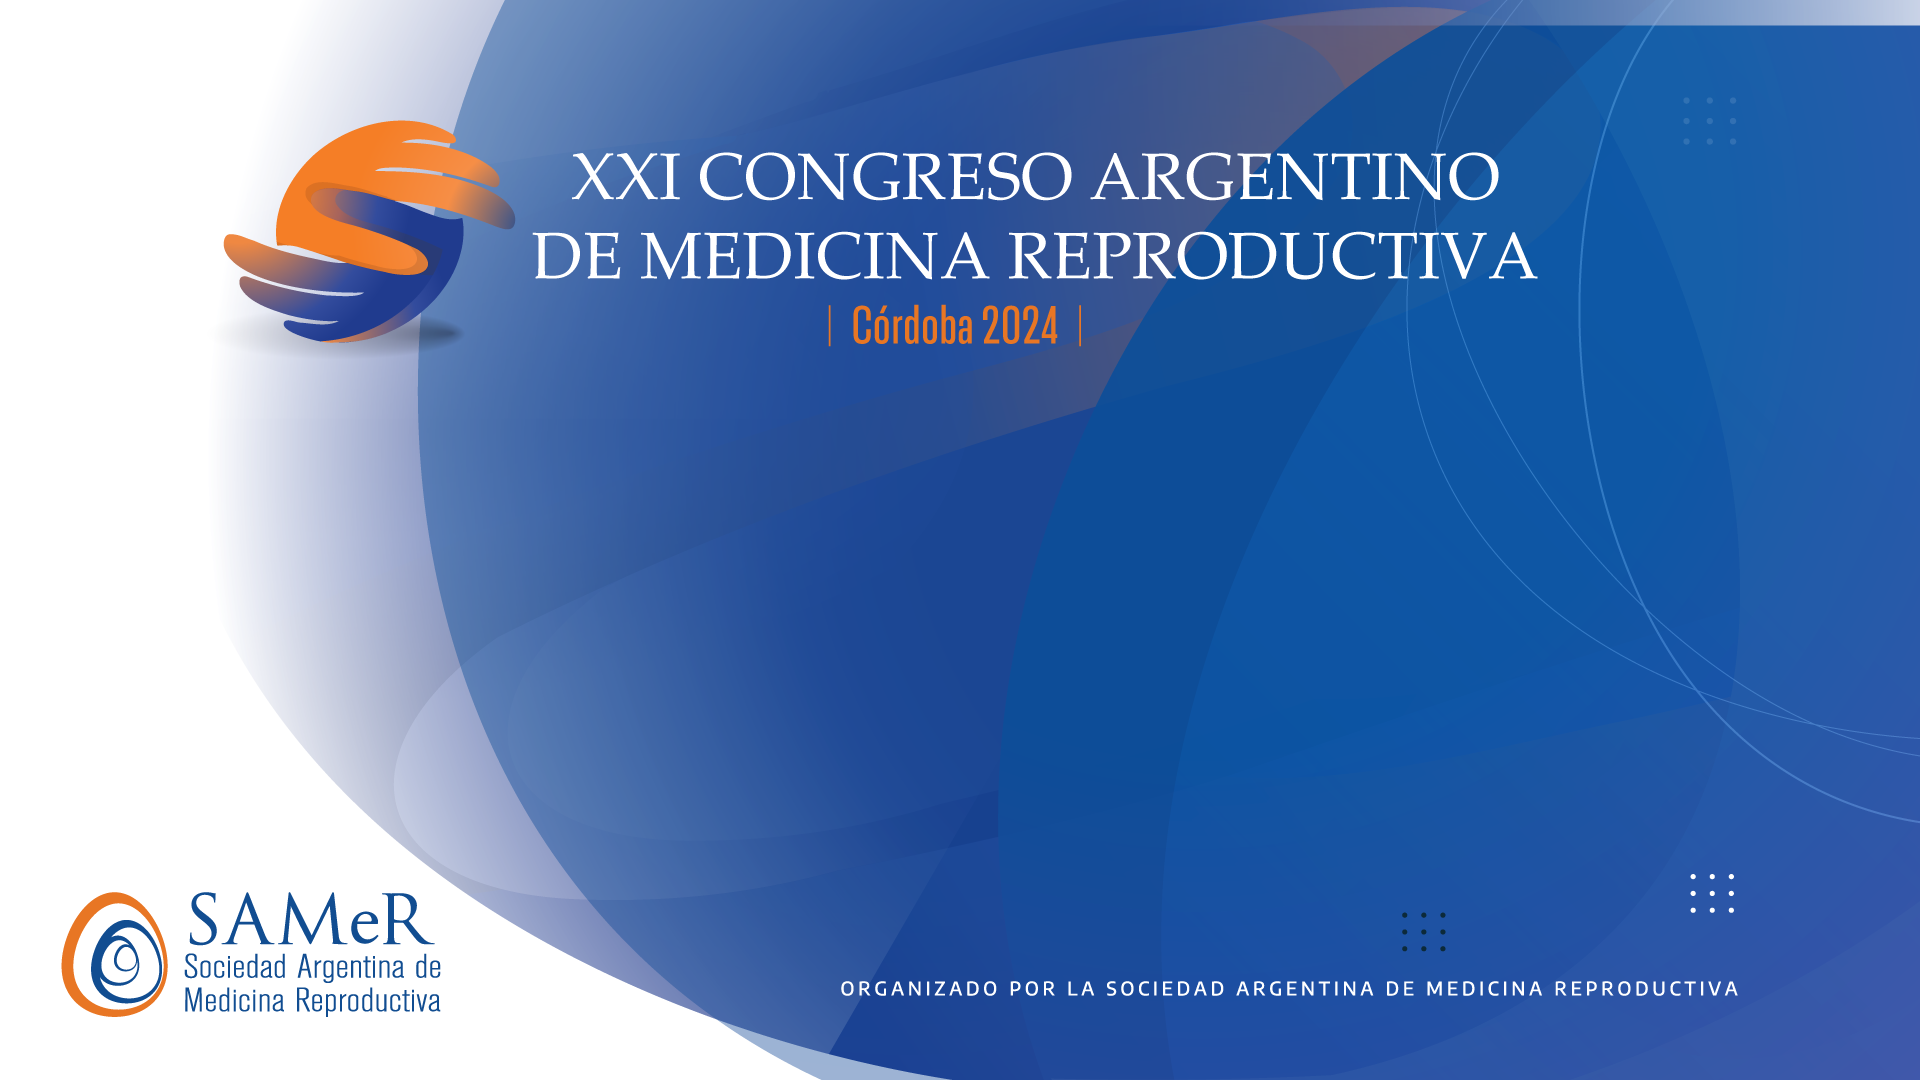 XXI CONGRESO ARGENTINO
DE MEDICINA REPRODUCTIVA
| Córdoba 2024 |
SAMeR
Sociedad Argentina de
Medicina Reproductiva
ORGANIZADO POR LA SOCIEDAD ARGENTINA DE MEDICINA REPRODUCTIVA